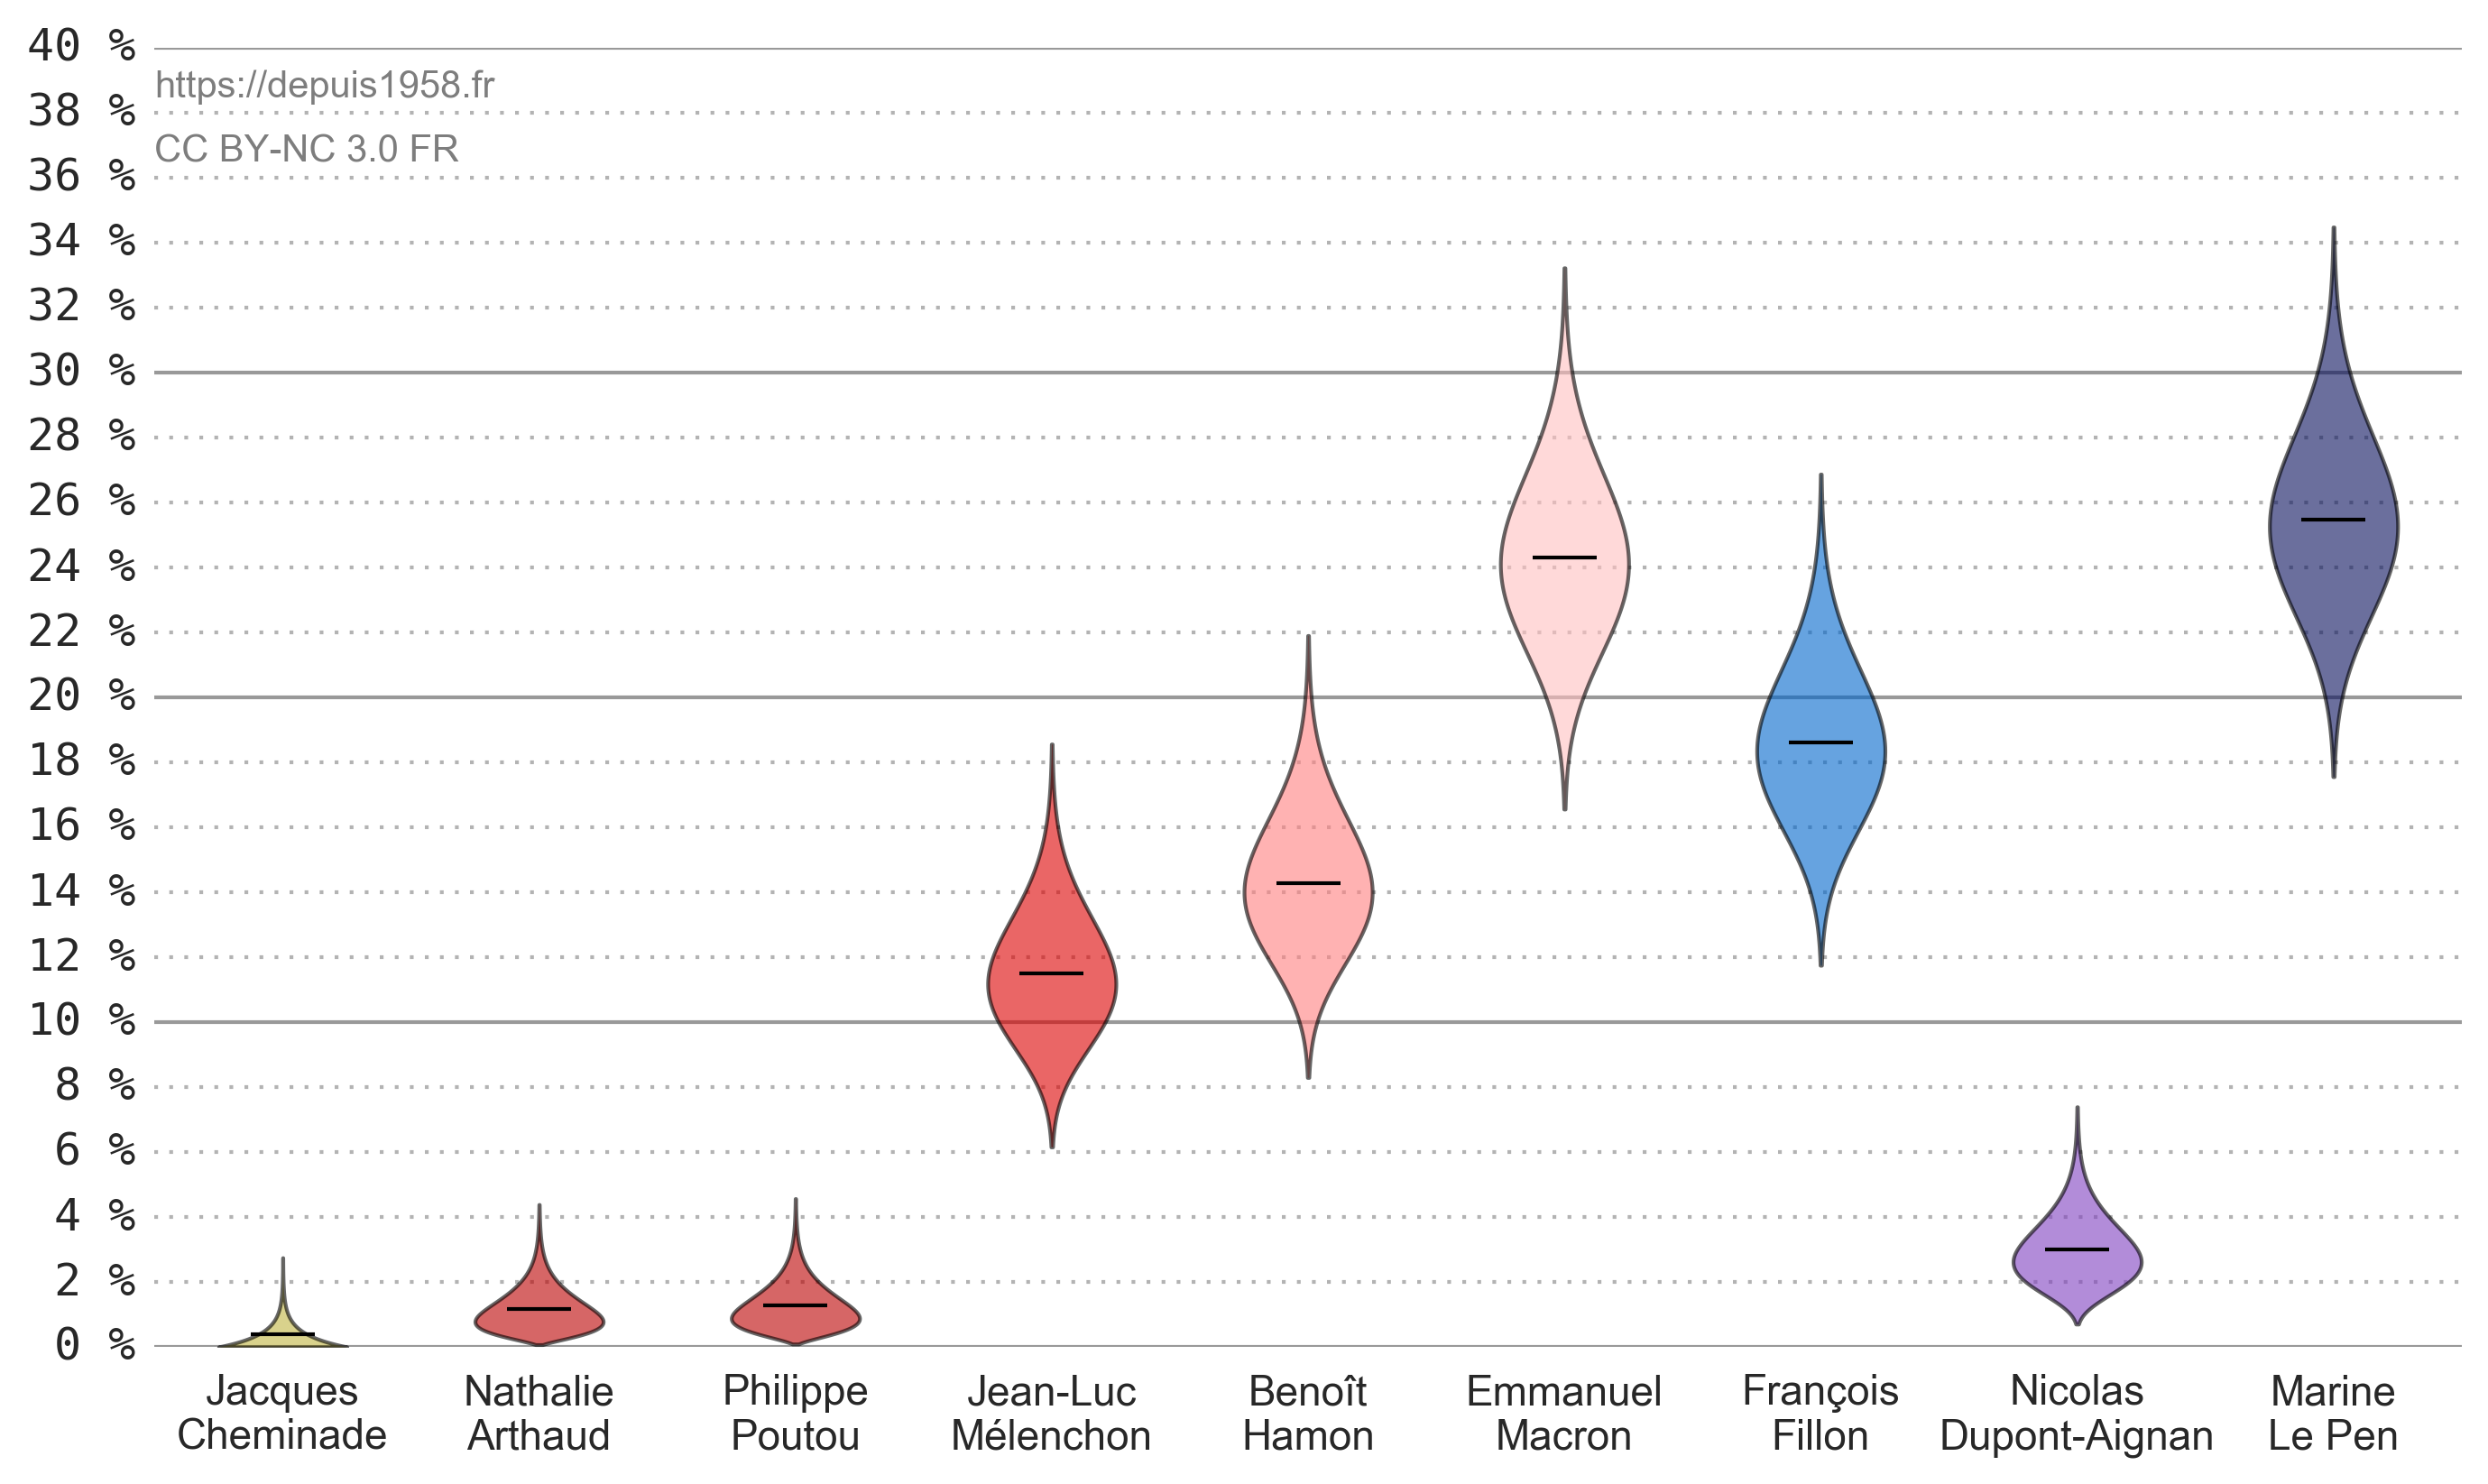 40 %
https://depuis1958.fr
38 %
CC BY-NC 3.0 FR
36 %
34 %
32 %
30 %
28 %
26 %
24 %
22 %
20 %
18 %
16 %
14 %
12 %
10 %
8 %
6 %
4 %
2 %
0 %
Jacques
Cheminade
Nathalie
Arthaud
Philippe
Poutou
Jean-Luc
Mélenchon
Benoît
Hamon
Emmanuel
Macron
François
Fillon
Nicolas
Dupont-Aignan
Marine
Le Pen